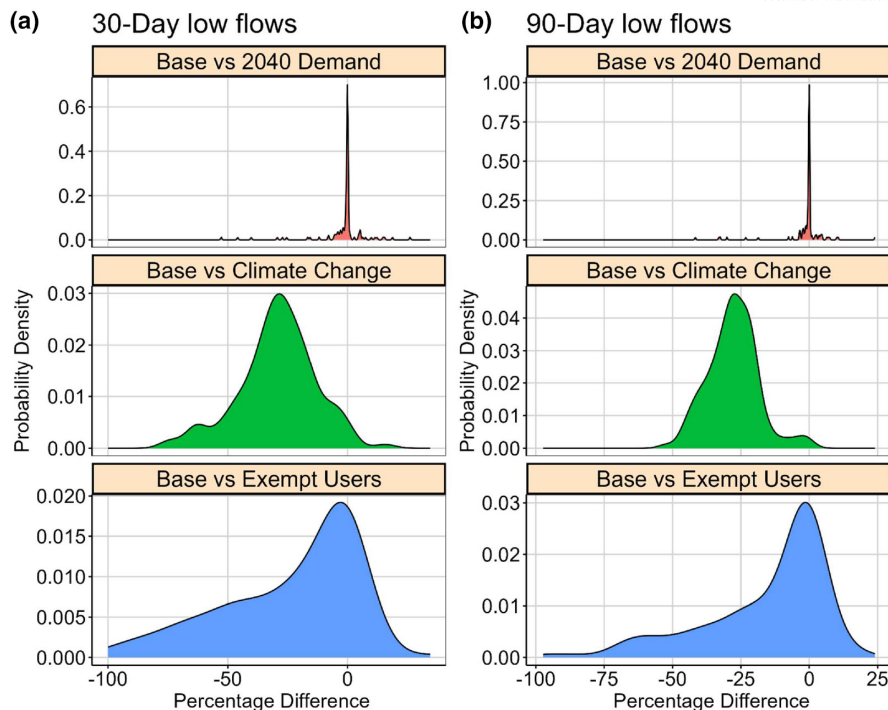 (a) 30-Day low flows
Base vs 2040 Demand
0.6
0.4
0.2
0.0
Base vs Climate Change
0.03
0.02
0.01
0.00
Probability Density
Base vs Exempt Users
0.020
0.015
0.010
0.005
0.000
-100 -50 0
Percentage Difference
(b) 90-Day low flows
Base vs 2040 Demand
1.00
0.75
0.50
0.25
0.00
Base vs Climate Change
0.04
0.03
0.02
0.01
0.00
Probability Density
Base vs Exempt Users
0.03
0.02
0.01
0.00
-100 -75 -50 -25 0 25
Percentage Difference